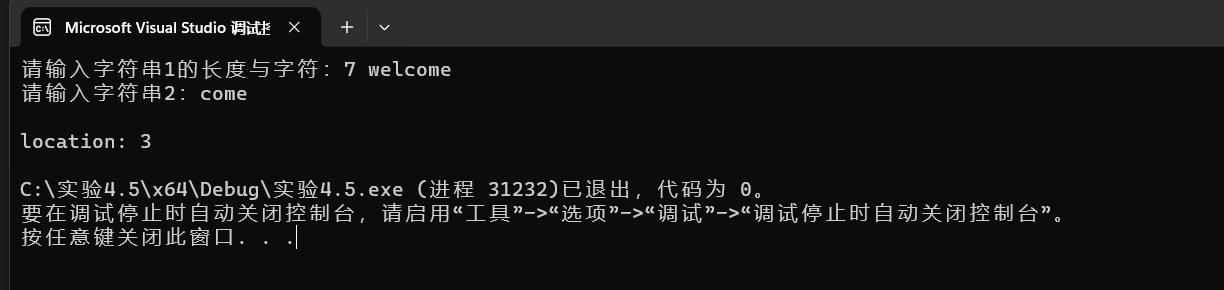 Microsoft Visual Studio 调试控
请输入字符串1的长度与字符：7 welcome
请输入字符串2：come
location: 3
C:\实验4.5\x64\Debug\实验4.5.exe (进程 31232)已退出，代码为 0。
要在调试停止时自动关闭控制台，请启用“工具”->“选项”->“调试”->“调试停止时自动关闭控制台”。
按任意键关闭此窗口. . .